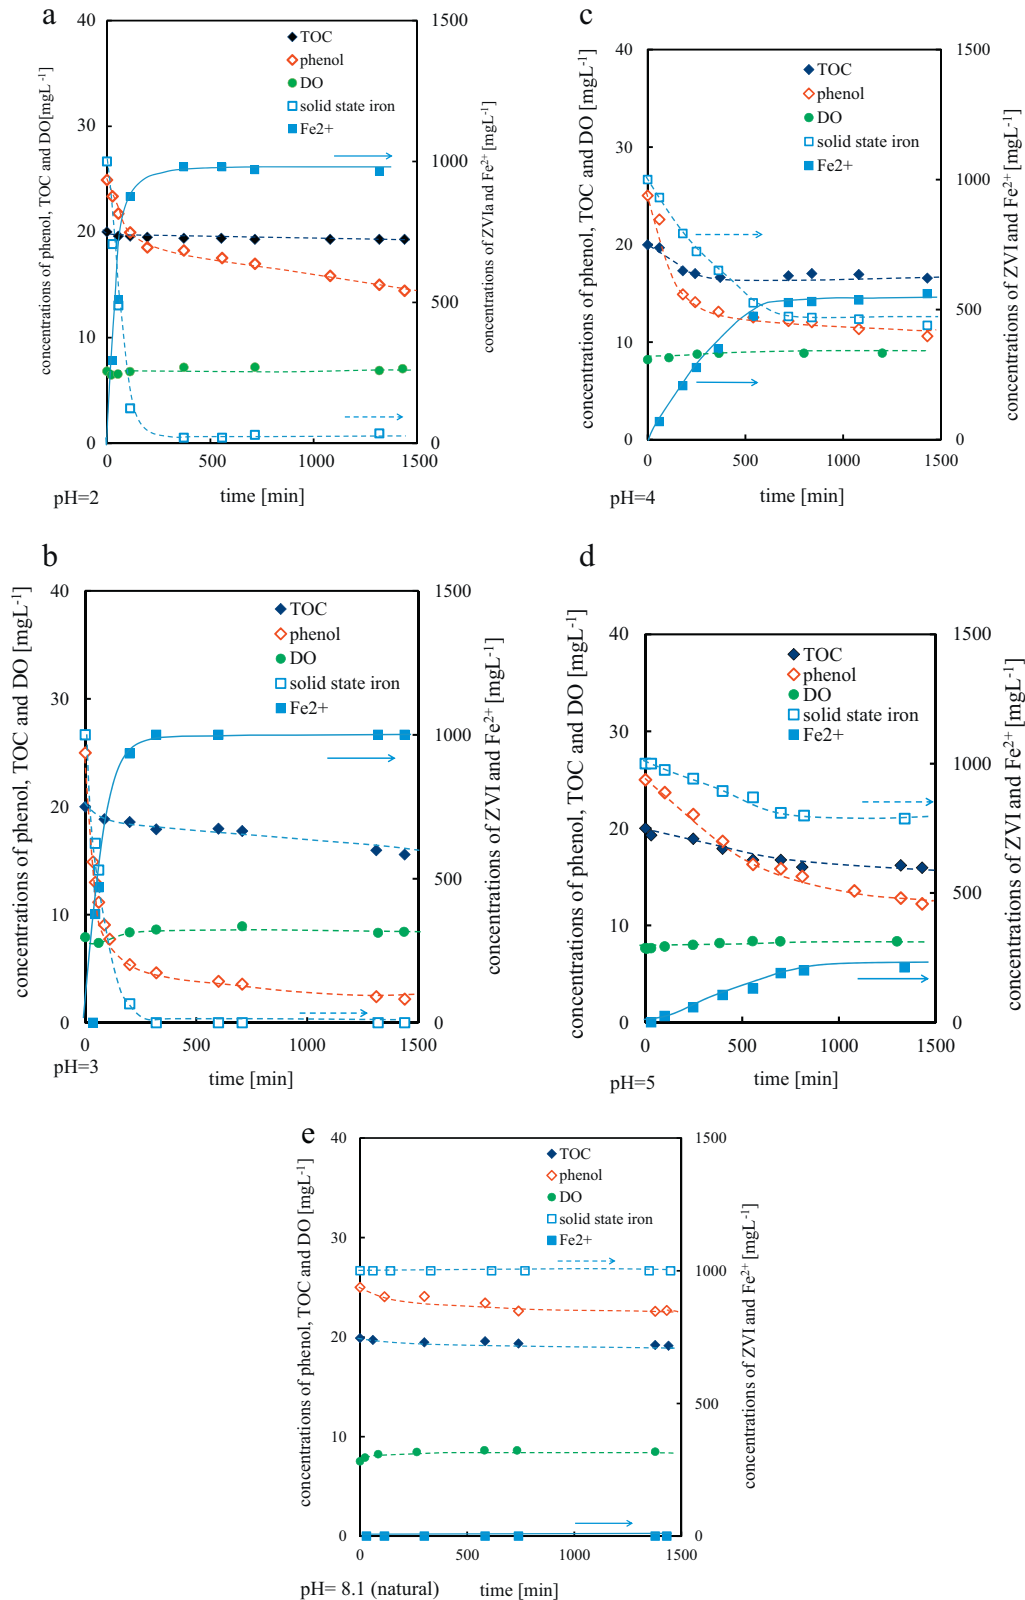 a
concentrations of phenol, TOC and DO[mgL-1]
40
30
20
10
0
TOC
phenol
DO
solid state iron
Fe2+
1500
1000
500
0
concentrations of ZVI and Fe2+ [mgL-1]
0
500
1000
1500
pH=2
time [min]
c
concentrations of phenol, TOC and DO [mgL-1]
40
30
20
10
0
TOC
phenol
DO
solid state iron
Fe2+
1500
1000
500
0
concentrations of ZVI and Fe2+ [mgL-1]
0
500
1000
1500
pH=4
time [min]
b
concentrations of phenol, TOC and DO [mgL-1]
40
30
20
10
0
TOC
phenol
DO
solid state iron
Fe2+
1500
1000
500
0
concentrations of ZVI and Fe2+ [mgL-1]
0
500
1000
1500
pH=3
time [min]
d
concentrations of phenol, TOC and DO [mgL-1]
40
30
20
10
0
TOC
phenol
DO
solid state iron
Fe2+
1500
1000
500
0
concentrations of ZVI and Fe2+ [mgL-1]
0
500
1000
1500
pH=5
time [min]
e
concentrations of phenol, TOC and DO [mgL-1]
40
30
20
10
0
TOC
phenol
DO
solid state iron
Fe2+
1500
1000
500
0
concentrations of ZVI and Fe2+ [mgL-1]
0
500
1000
1500
pH= 8.1 (natural)
time [min]